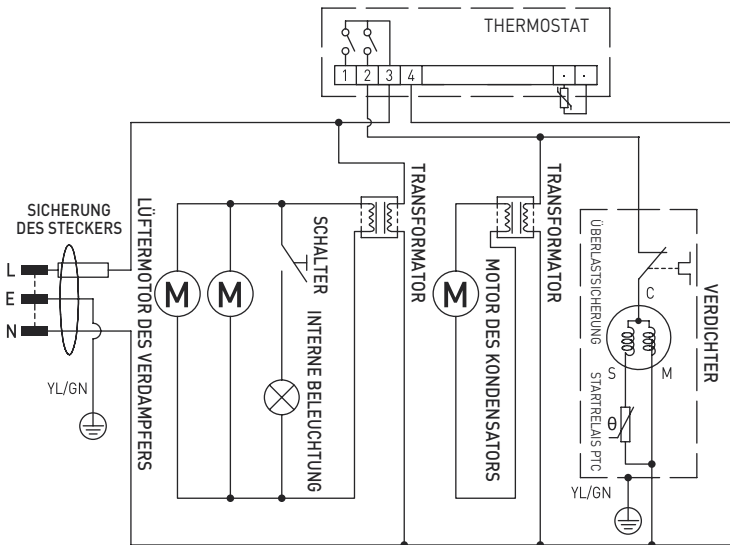 THERMOSTAT
1 2 3 4 · ·
SICHERUNG
DES STECKERS
L
E
N
YL/GN
LÜFTERMOTOR DES VERDAMPFERS
M
M
SCHALTER
INTERNE BELEUCHTUNG
TRANSFORMATOR
M
MOTOR DES KONDENSATORS
TRANSFORMATOR
ÜBERLASTSICHERUNG
C
S
M
STARTRELAIS PTC
θ
VERDICHTER
YL/GN